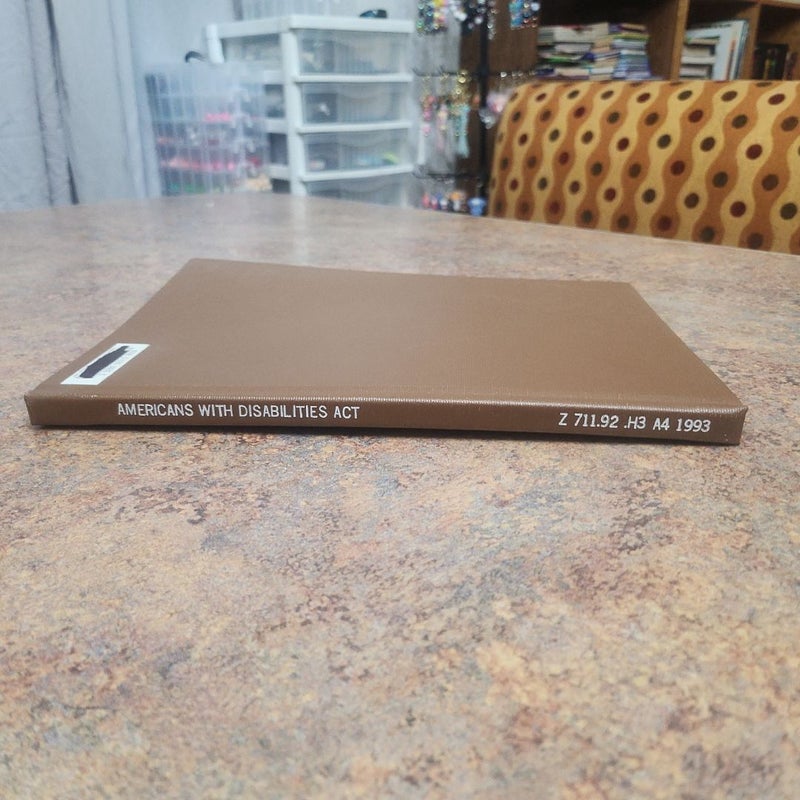 AMERICANS WITH DISABILITIES ACT
Z 711.92 .H3 A4 1993